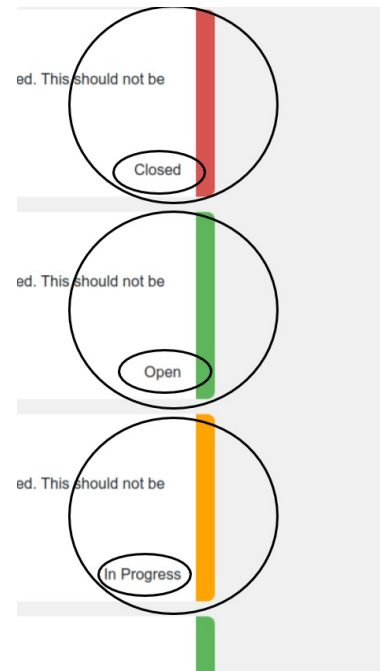 ed. This should not be
Closed
ed. This should not be
Open
ed. This should not be
In Progress